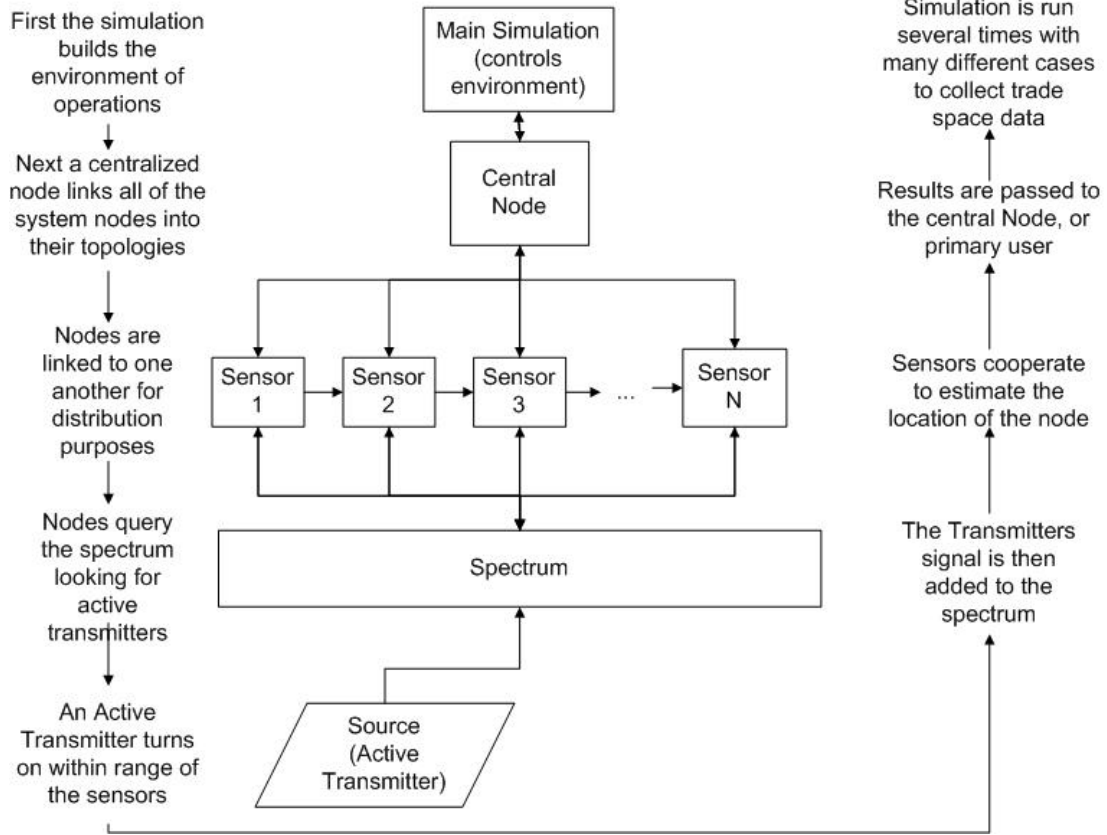 First the simulation
builds the
environment of
operations
Next a centralized
node links all of the
system nodes into
their topologies
Nodes are
linked to one
another for
distribution
purposes
Nodes query
the spectrum
looking for
active
transmitters
An Active
Transmitter turns
on within range of
the sensors
Main Simulation
(controls
environment)
Central
Node
Sensor
1
Sensor
2
Sensor
3
...
Sensor
N
Spectrum
Source
(Active
Transmitter)
Simulation is run
several times with
many different cases
to collect trade
space data
Results are passed to
the central Node, or
primary user
Sensors cooperate
to estimate the
location of the node
The Transmitters
signal is then
added to the
spectrum